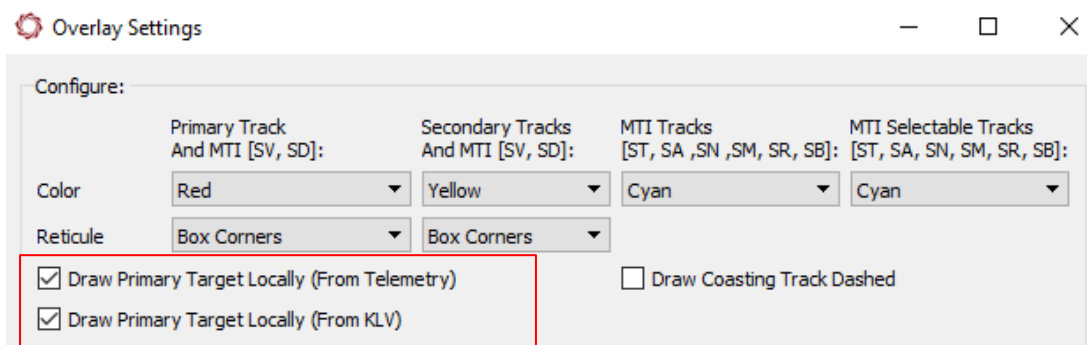 Overlay Settings
Configure:
Primary Track
And MTI [SV, SD]:
Secondary Tracks
And MTI [SV, SD]:
MTI Tracks
[ST, SA ,SN ,SM, SR, SB]:
MTI Selectable Tracks
[ST, SA, SN, SM, SR, SB]:
Color Red Yellow Cyan Cyan
Reticule Box Corners Box Corners
Draw Primary Target Locally (From Telemetry) Draw Coasting Track Dashed
Draw Primary Target Locally (From KLV)